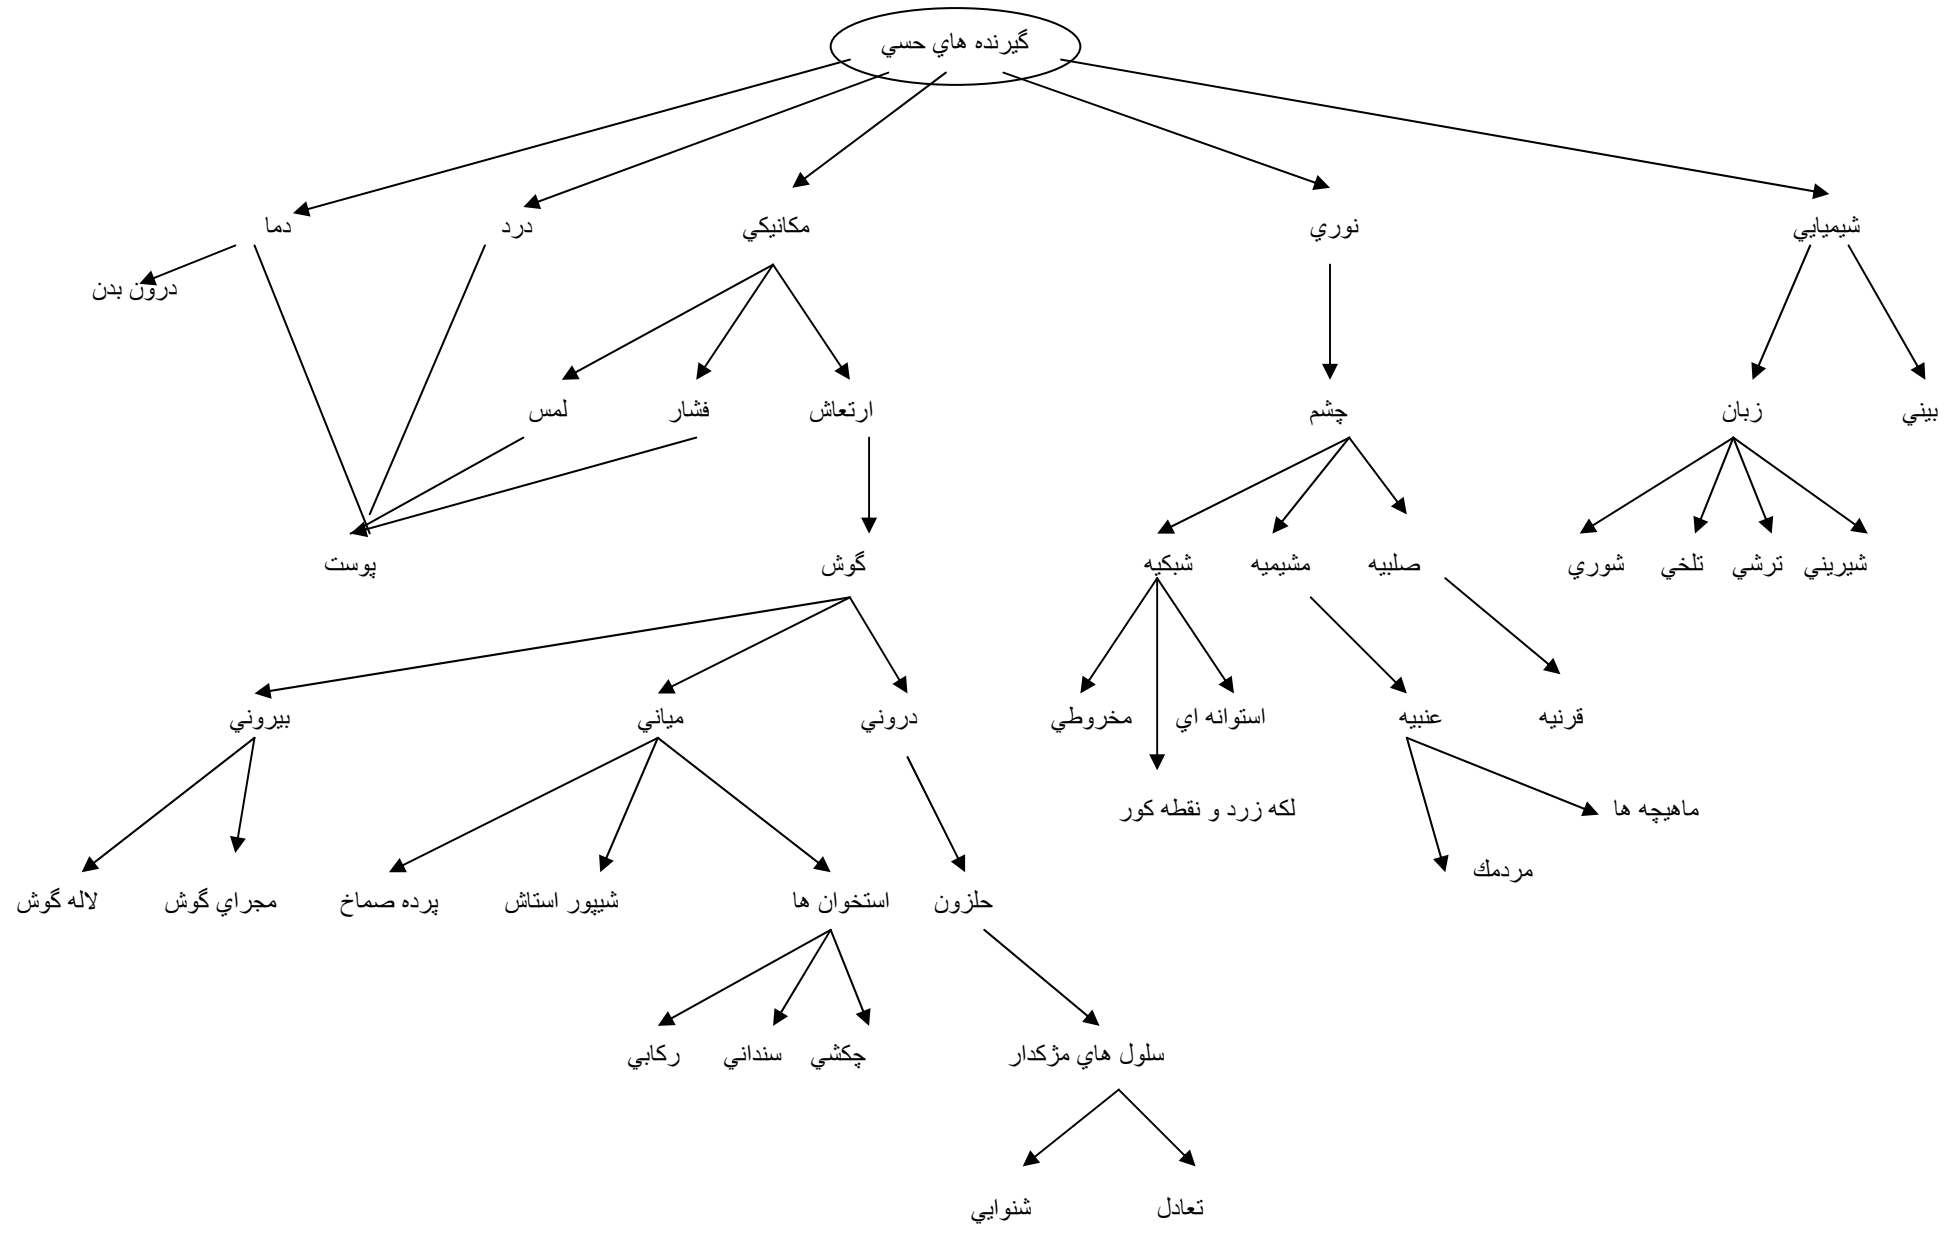 گيرنده هاي حسي
شيميايي
نوري
مكانيكي
درد
دما
درون بدن
بيني
زبان
چشم
ارتعاش
فشار
لمس
شيريني
ترشي
تلخي
شوري
صلبيه
مشيميه
شبكيه
گوش
پوست
قرنيه
عنبيه
استوانه اي
مخروطي
دروني
مياني
بيروني
ماهيچه ها
لكه زرد و نقطه كور
مردمك
حلزون
استخوان ها
شيپور استاش
پرده صماخ
مجراي گوش
لاله گوش
سلول هاي مژكدار
چكشي
سنداني
ركابي
تعادل
شنوايي